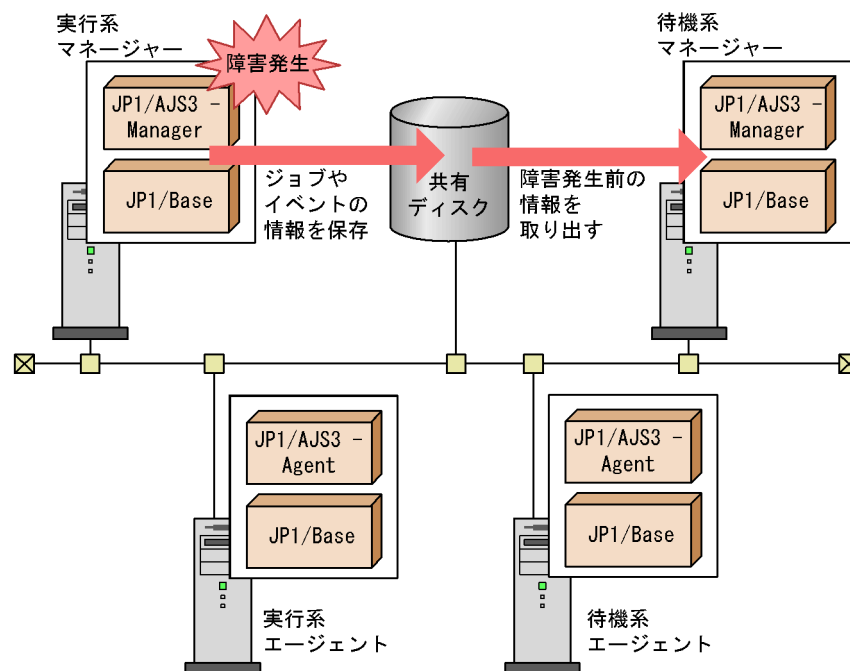 実行系
マネージャー
障害発生
JP1/AJS3 -
Manager
JP1/Base
ジョブや
イベントの
情報を保存
共有
ディスク
障害発生前の
情報を
取り出す
待機系
マネージャー
JP1/AJS3 -
Manager
JP1/Base
JP1/AJS3 -
Agent
JP1/Base
実行系
エージェント
JP1/AJS3 -
Agent
JP1/Base
待機系
エージェント